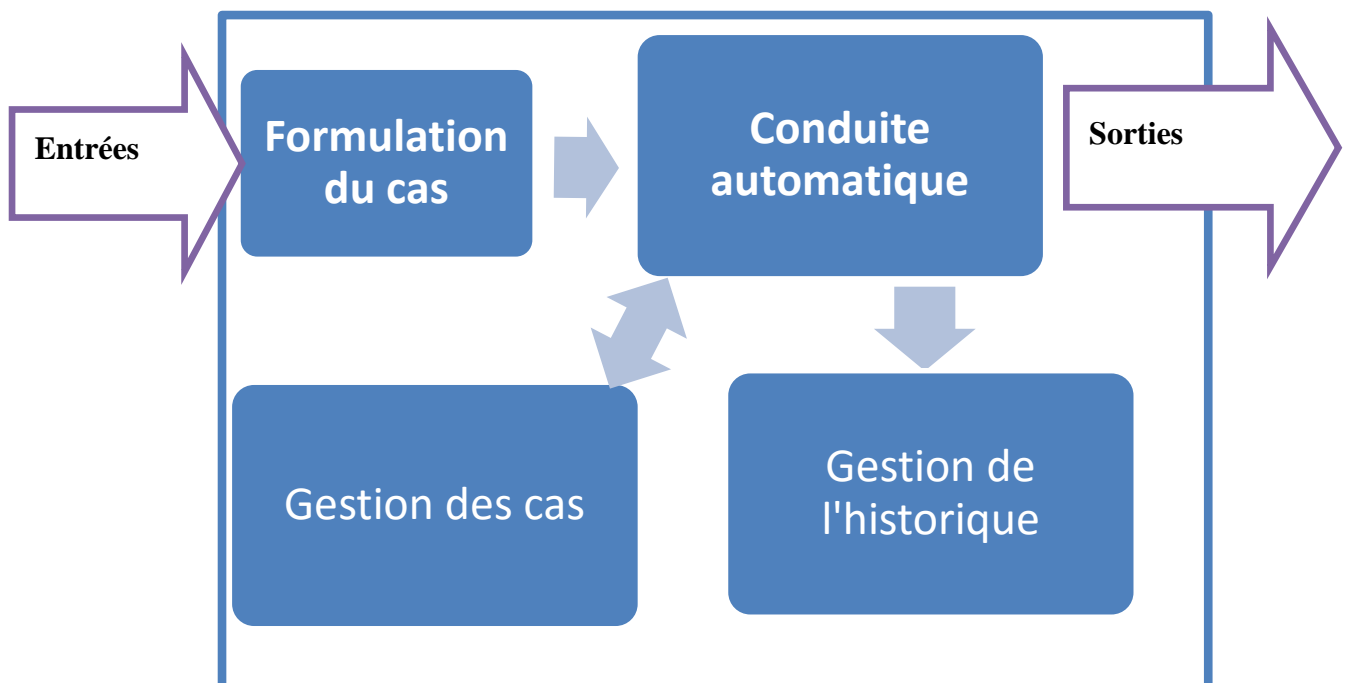 Entrées
Formulation
du cas
Conduite
automatique
Sorties
Gestion des cas
Gestion de
l'historique